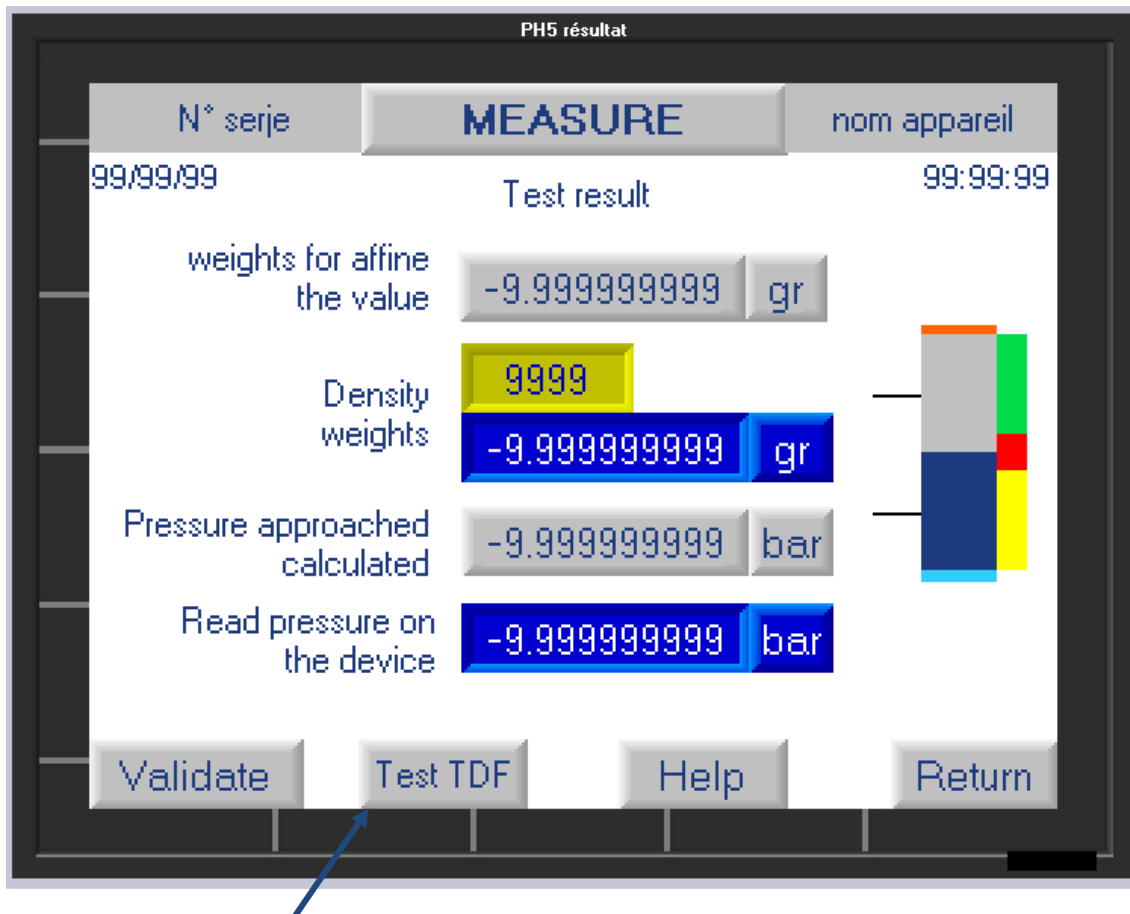 PH5 résultat
N° serje MEASURE nom appareil
99/99/99 99:99:99
Test result
weights for affine
the value
-9.999999999 gr
Density
weights
9999
-9.999999999 gr
Pressure approached
calculated
-9.999999999 bar
Read pressure on
the device
-9.999999999 bar
Validate Test TDF Help Return